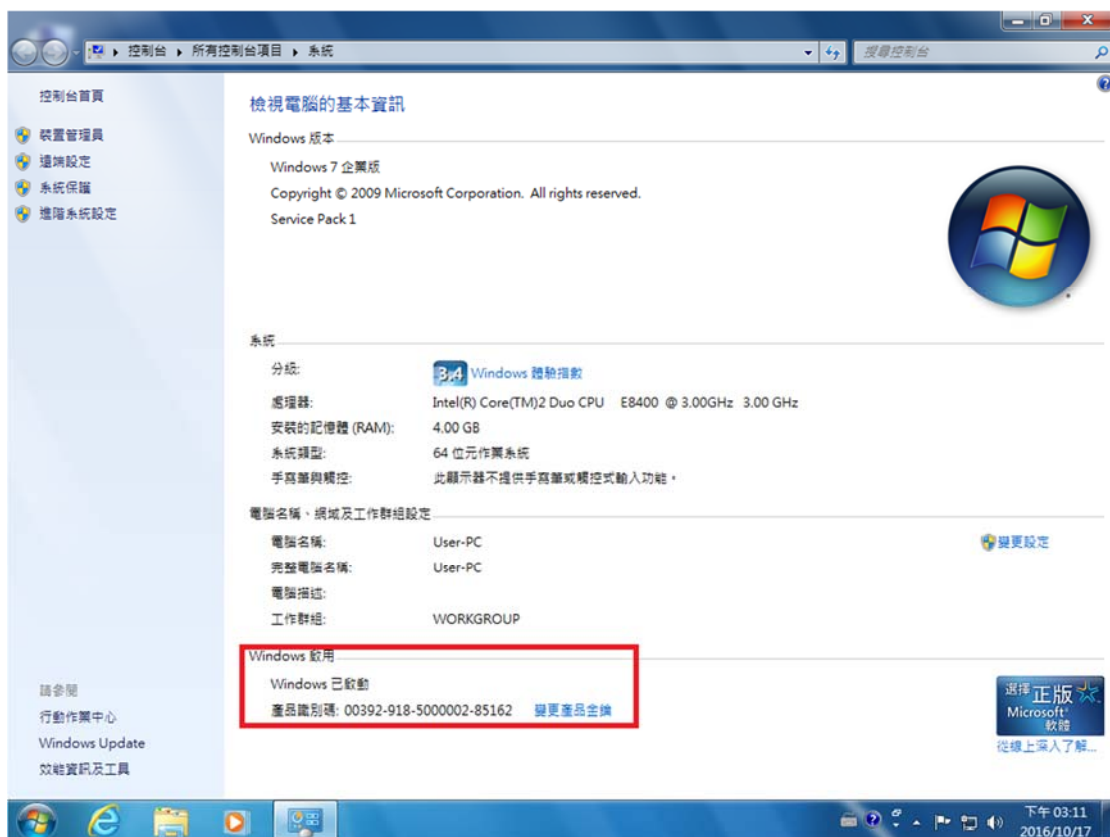 控制台 ▸ 所有控制台項目 ▸ 系統
搜尋控制台
控制台首頁
裝置管理員
遠端設定
系統保護
進階系統設定
檢視電腦的基本資訊
Windows 版本
Windows 7 企業版
Copyright © 2009 Microsoft Corporation. All rights reserved.
Service Pack 1
系統
分級: 3.4 Windows 體驗指數
處理器: Intel(R) Core(TM)2 Duo CPU E8400 @ 3.00GHz 3.00 GHz
安裝的記憶體 (RAM): 4.00 GB
系統類型: 64 位元作業系統
手寫筆與觸控: 此顯示器不提供手寫筆或觸控式輸入功能。
電腦名稱、網域及工作群組設定
電腦名稱: User-PC
變更設定
完整電腦名稱: User-PC
電腦描述:
工作群組: WORKGROUP
Windows 啟用
Windows 已啟動
產品識別碼: 00392-918-5000002-85162 變更產品金鑰
選擇 正版
Microsoft®
軟體
從線上深入了解...
請參閱
行動作業中心
Windows Update
效能資訊及工具
下午 03:11
2016/10/17